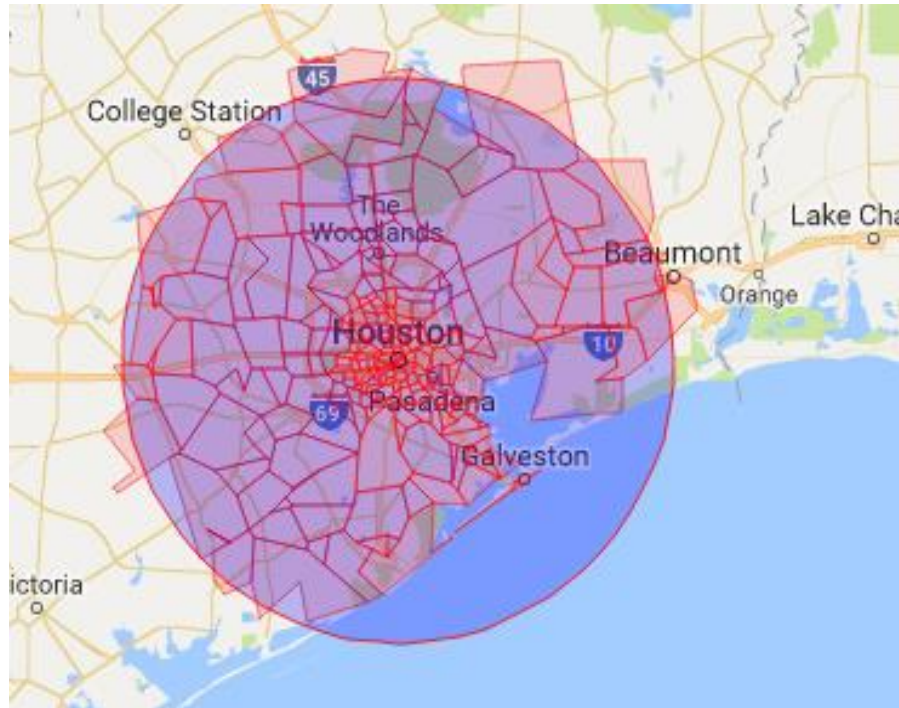 45
College Station
The
Woodlands
Lake Cha
Beaumont
Orange
Houston
10
Pasadena
69
Galveston
ictoria